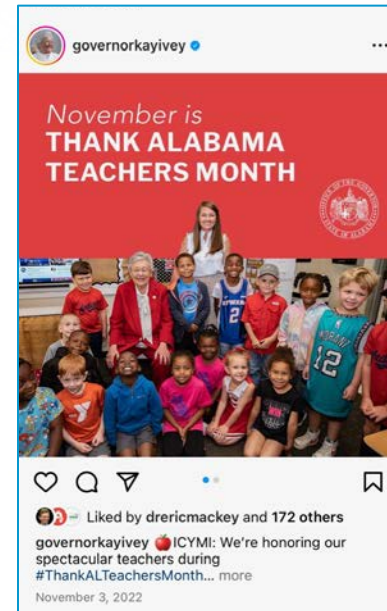 governorkayivey
November is
THANK ALABAMA
TEACHERS MONTH
2
12
Liked by drericmackey and 172 others
governorkayivey 🍎ICYMI: We're honoring our
spectacular teachers during
#ThankALTeachersMonth... more
November 3, 2022